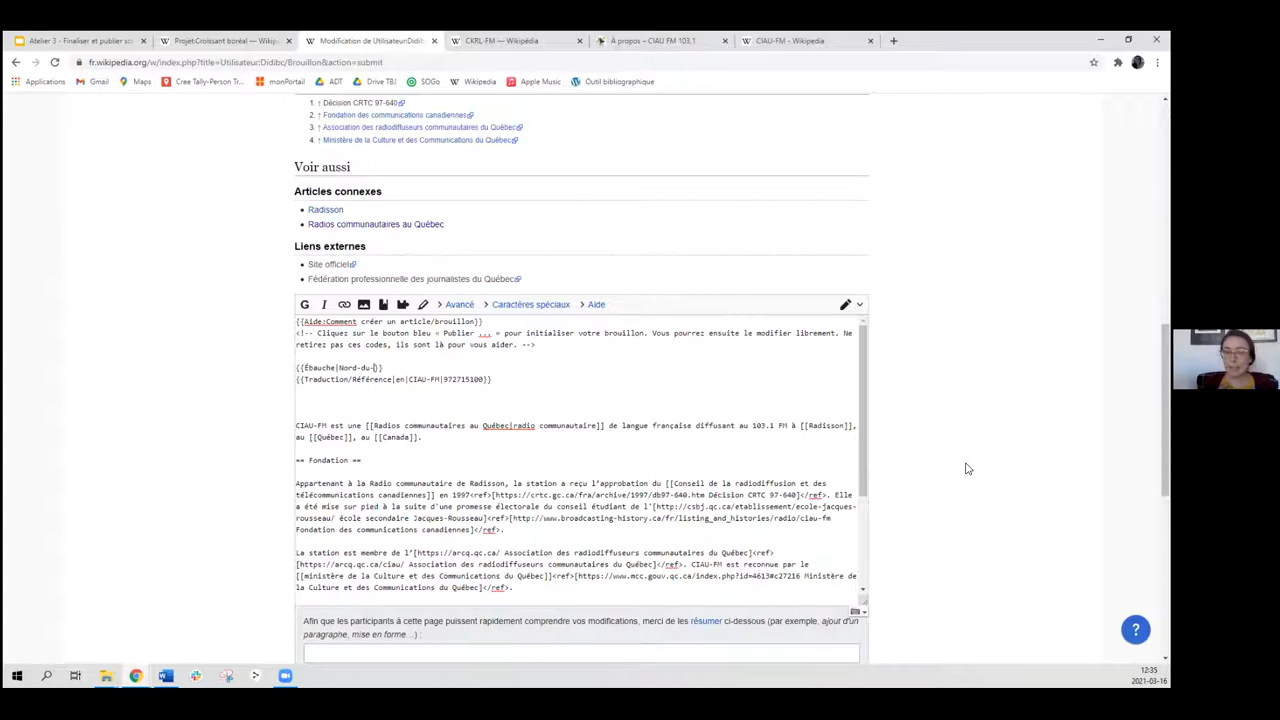 Atelier 3 - Finaliser et publier so
Projet:Croissant boréal — Wikip
Modification de Utilisateur:Didib
CKRL-FM — Wikipédia
À propos – CIAU FM 103,1
CIAU-FM - Wikipedia
fr.wikipedia.org/w/index.php?title=Utilisateur:Didibc/Brouillon&action=submit
Applications
Gmail
Maps
Cree Tally-Person Tr...
monPortail
ADT
Drive TBJ
SOGo
Wikipedia
Apple Music
Outil bibliographique
1. ↑ Décision CRTC 97-640
2. ↑ Fondation des communications canadiennes
3. ↑ Association des radiodiffuseurs communautaires du Québec
4. ↑ Ministère de la Culture et des Communications du Québec
Voir aussi
Articles connexes
• Radisson
• Radios communautaires au Québec
Liens externes
• Site officiel
• Fédération professionnelle des journalistes du Québec
G I
> Avancé > Caractères spéciaux > Aide
{{Aide:Comment créer un article/brouillon}}
<!-- Cliquez sur le bouton bleu « Publier ... » pour initialiser votre brouillon. Vous pourrez ensuite le modifier librement. Ne
retirez pas ces codes, ils sont là pour vous aider. -->
{{Ébauche|Nord-du-}}
{{Traduction/Référence|en|CIAU-FM|972715100}}
CIAU-FM est une [[Radios communautaires au Québec|radio communautaire]] de langue française diffusant au 103.1 FM à [[Radisson]],
au [[Québec]], au [[Canada]].
== Fondation ==
Appartenant à la Radio communautaire de Radisson, la station a reçu l’approbation du [[Conseil de la radiodiffusion et des
télécommunications canadiennes]] en 1997<ref>[https://crtc.gc.ca/fra/archive/1997/db97-640.htm Décision CRTC 97-640]</ref>. Elle
a été mise sur pied à la suite d'une promesse électorale du conseil étudiant de l'[http://csbj.qc.ca/etablissement/ecole-jacques-
rousseau/ école secondaire Jacques-Rousseau]<ref>[http://www.broadcasting-history.ca/fr/listing_and_histories/radio/ciau-fm
Fondation des communications canadiennes]</ref>.
La station est membre de l’[https://arcq.qc.ca/ Association des radiodiffuseurs communautaires du Québec]<ref>
[https://arcq.qc.ca/ciau/ Association des radiodiffuseurs communautaires du Québec]</ref>. CIAU-FM est reconnue par le
[[ministère de la Culture et des Communications du Québec]]<ref>[https://www.mcc.gouv.qc.ca/index.php?id=4613#c27216 Ministère de
la Culture et des Communications du Québec]</ref>.
Afin que les participants à cette page puissent rapidement comprendre vos modifications, merci de les résumer ci-dessous (par exemple, ajout d'un
paragraphe, mise en forme…) :
?
12:35
2021-03-16